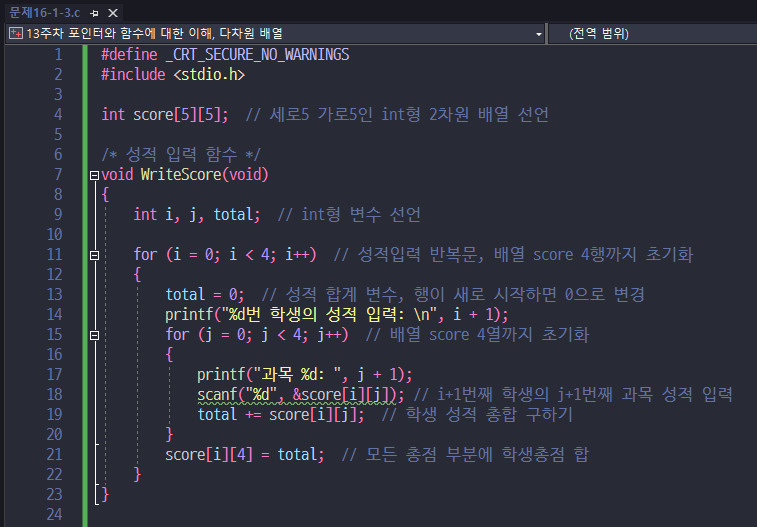 문제16-1-3.c
13주차 포인터와 함수에 대한 이해, 다차원 배열 (전역 범위)
1 #define _CRT_SECURE_NO_WARNINGS
2 #include <stdio.h>
3
4 int score[5][5];  // 세로5 가로5인 int형 2차원 배열 선언
5
6 /* 성적 입력 함수 */
7 void WriteScore(void)
8 {
9     int i, j, total;  // int형 변수 선언
10
11     for (i = 0; i < 4; i++)  // 성적입력 반복문, 배열 score 4행까지 초기화
12     {
13         total = 0;  // 성적 합계 변수, 행이 새로 시작하면 0으로 변경
14         printf("%d번 학생의 성적 입력: \n", i + 1);
15         for (j = 0; j < 4; j++)  // 배열 score 4열까지 초기화
16         {
17             printf("과목 %d: ", j + 1);
18             scanf("%d", &score[i][j]); // i+1번째 학생의 j+1번째 과목 성적 입력
19             total += score[i][j];  // 학생 성적 총합 구하기
20         }
21         score[i][4] = total;  // 모든 총점 부분에 학생총점 합
22     }
23 }
24